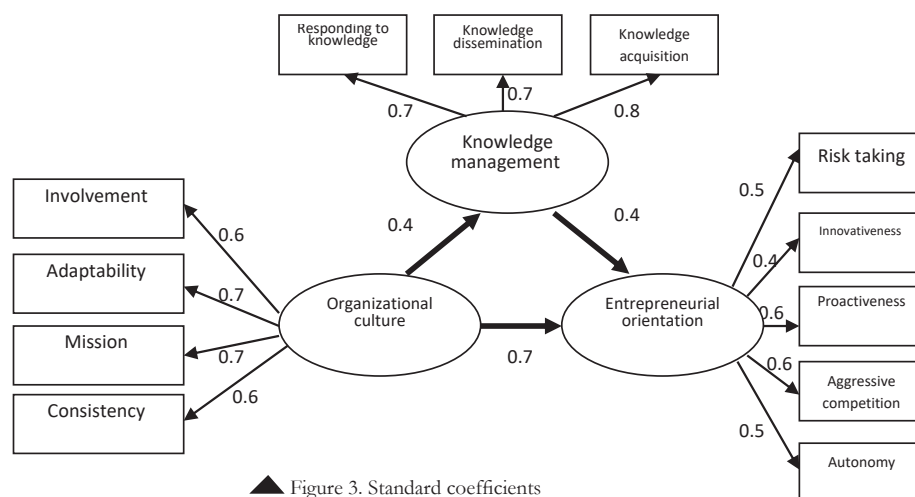 Responding to
knowledge
Knowledge
dissemination
Knowledge
acquisition
0.7
0.7
0.8
Knowledge
management
Risk taking
Involvement
0.5
0.6
0.4
0.4
Innovativeness
0.4
Adaptability
0.7
Organizational
culture
Entrepreneurial
orientation
0.6
Proactiveness
Mission
0.7
0.7
0.6
Aggressive
competition
Consistency
0.6
0.5
Autonomy
Figure 3. Standard coefficients